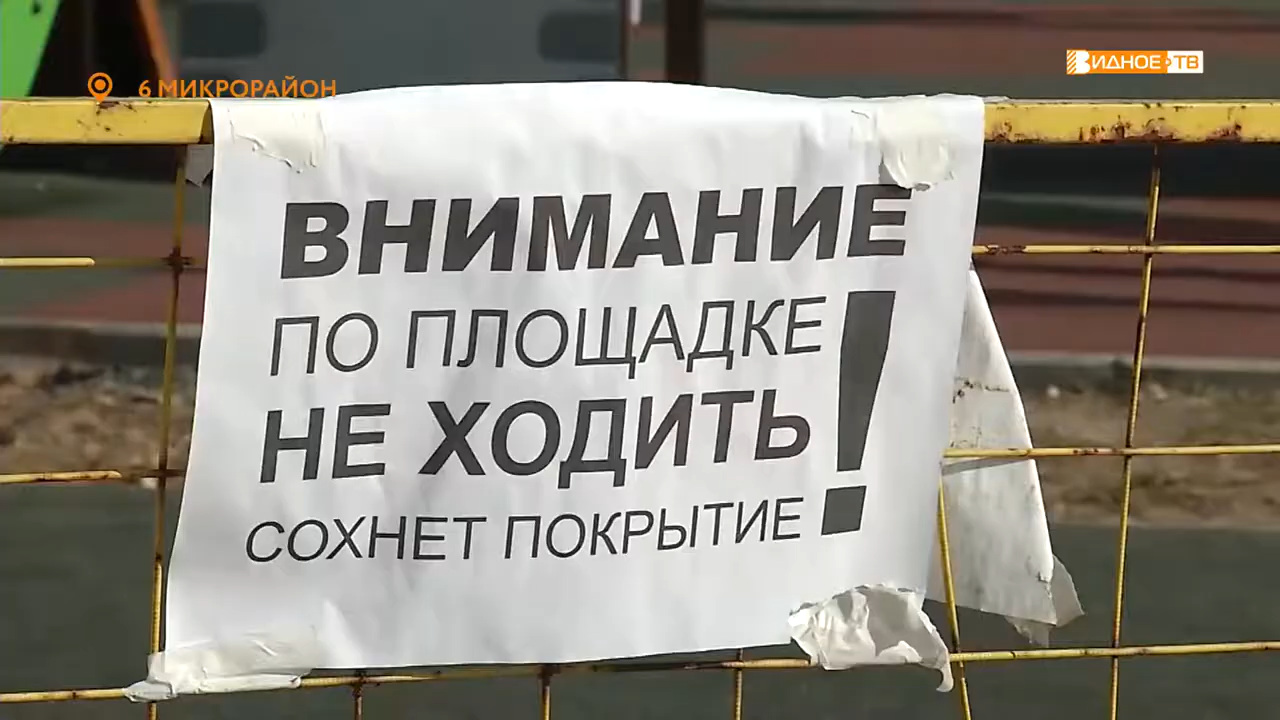 6 МИКРОРАЙОН
ВИДНОЕ ТВ
ВНИМАНИЕ
ПО ПЛОЩАДКЕ
НЕ ХОДИТЬ!
СОХНЕТ ПОКРЫТИЕ